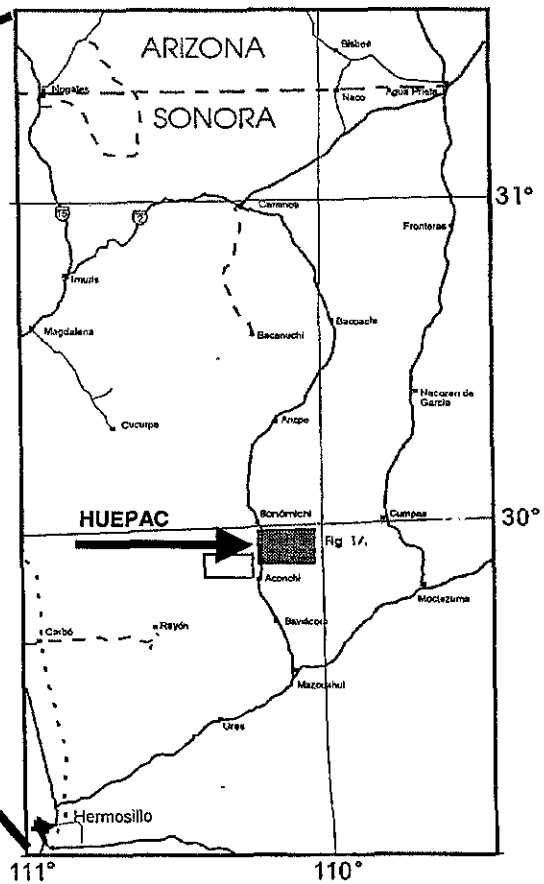 ARIZONA
Bisbee
Nogales
Naco
Agua Prieta
SONORA
31°
15
2
Cananea
Fronteras
Imuris
Magdalena
Bacanuchi
Bacoachi
Nacozari de
Garcia
Cucurpe
Arizpe
HUEPAC
Banámichi
Cumpas
30°
Fig
Aconchi
Moctezuma
Carbó
Rayón
Baviácora
Mazocahui
Ures
Hermosillo
111°
110°